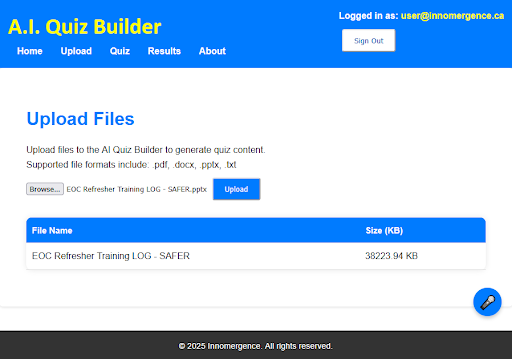 A.I. Quiz Builder
Logged in as: user@innomergence.ca
Sign Out
Home Upload Quiz Results About
Upload Files
Upload files to the AI Quiz Builder to generate quiz content.
Supported file formats include: .pdf, .docx, .pptx, .txt
Browse... EOC Refresher Training LOG - SAFER.pptx Upload
File Name Size (KB)
EOC Refresher Training LOG - SAFER 38223.94 KB
© 2025 Innomergence. All rights reserved.